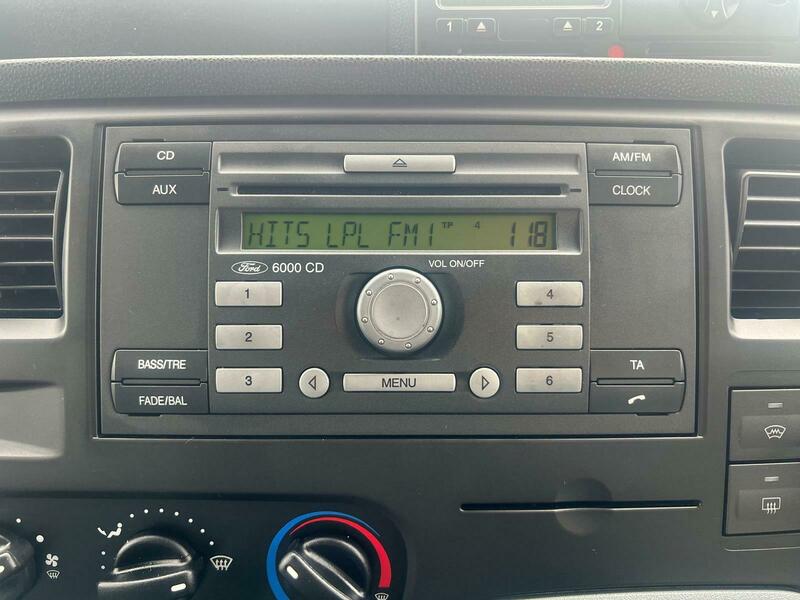 1 2
CD
AUX
AM/FM
CLOCK
HITS LPL FM1 TP 4 118
Ford 6000 CD
VOL ON/OFF
1
2
3
4
5
6
BASS/TRE
FADE/BAL
MENU
TA